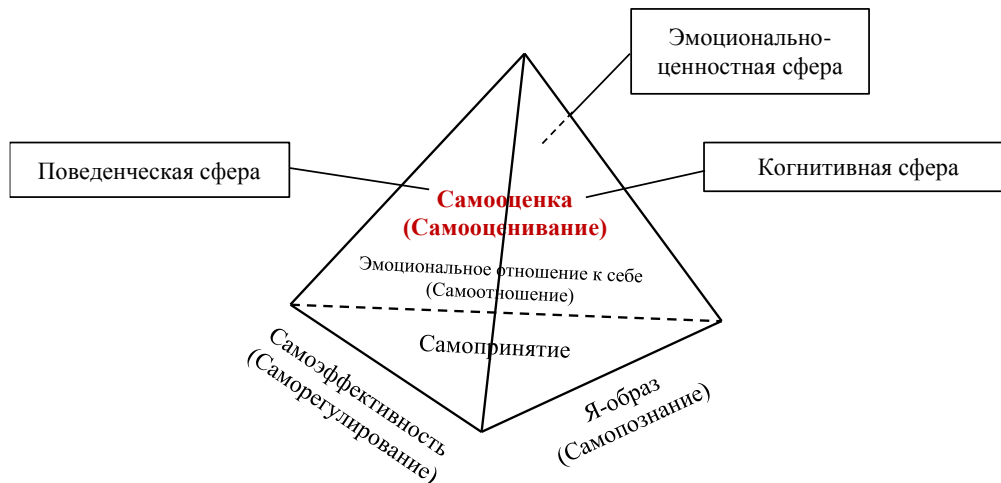 Эмоционально-
ценностная сфера
Поведенческая сфера
Когнитивная сфера
Самооценка
(Самооценивание)
Эмоциональное отношение к себе
(Самоотношение)
Самопринятие
Самоэффективность
(Саморегулирование)
Я-образ
(Самопознание)